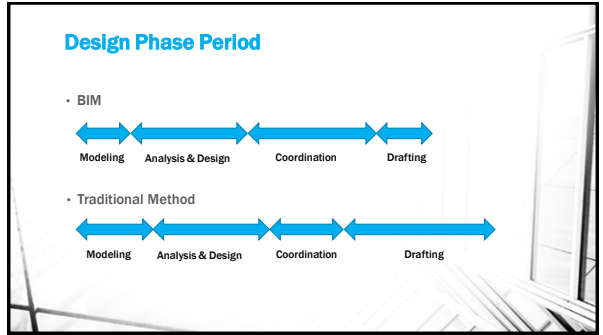 Design Phase Period
• BIM
Modeling Analysis & Design Coordination Drafting
• Traditional Method
Modeling Analysis & Design Coordination Drafting